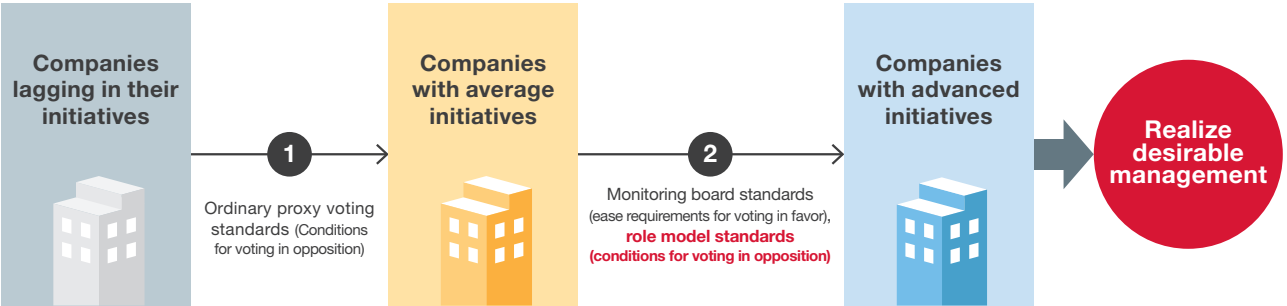 Companies
lagging in their
initiatives
1
Ordinary proxy voting
standards (Conditions
for voting in opposition)
Companies
with average
initiatives
2
Monitoring board standards
(ease requirements for voting in favor),
role model standards
(conditions for voting in opposition)
Companies
with advanced
initiatives
Realize
desirable
management